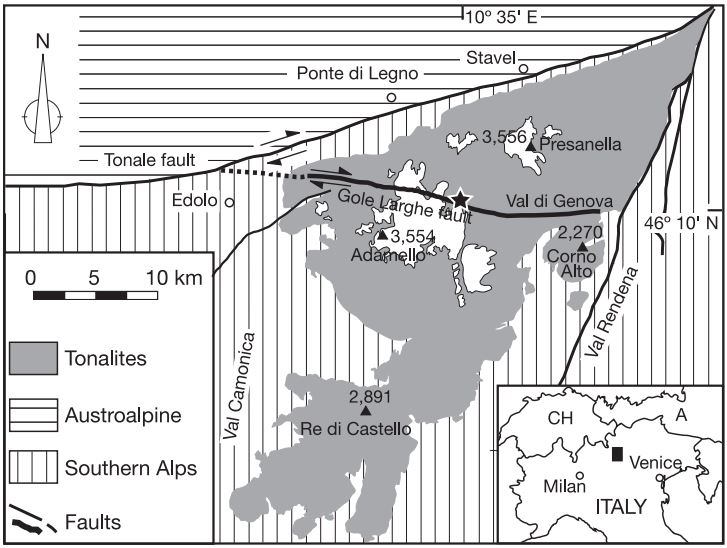 10º 35' E
N
Stavel
Ponte di Legno
3,556
Presanella
Tonale fault
Edolo
Gole Larghe fault
Val di Genova
46º 10' N
2,270
Corno
Alto
3,554
Adamello
0 5 10 km
Val Rendena
Val Camonica
Tonalites
2,891
Re di Castello
Austroalpine
Southern Alps
Faults
CH
A
Milan
Venice
ITALY